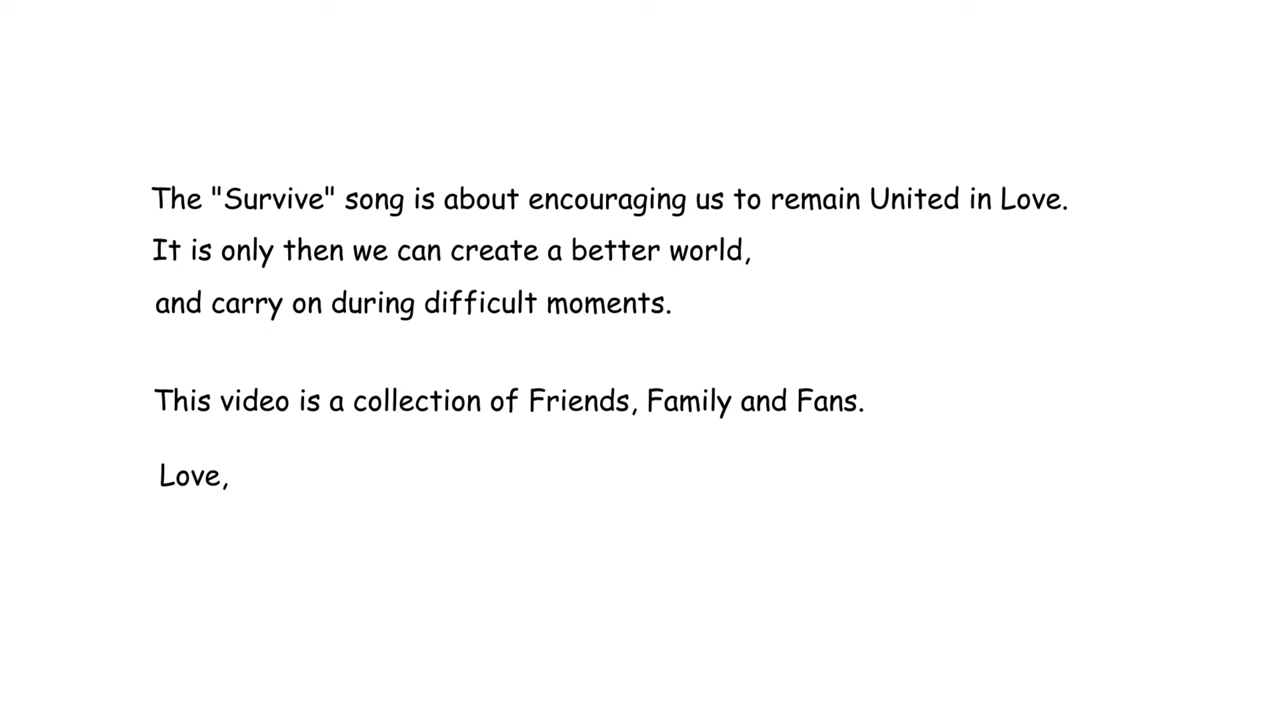 The "Survive" song is about encouraging us to remain United in Love.
It is only then we can create a better world,
and carry on during difficult moments.
This video is a collection of Friends, Family and Fans.
Love,